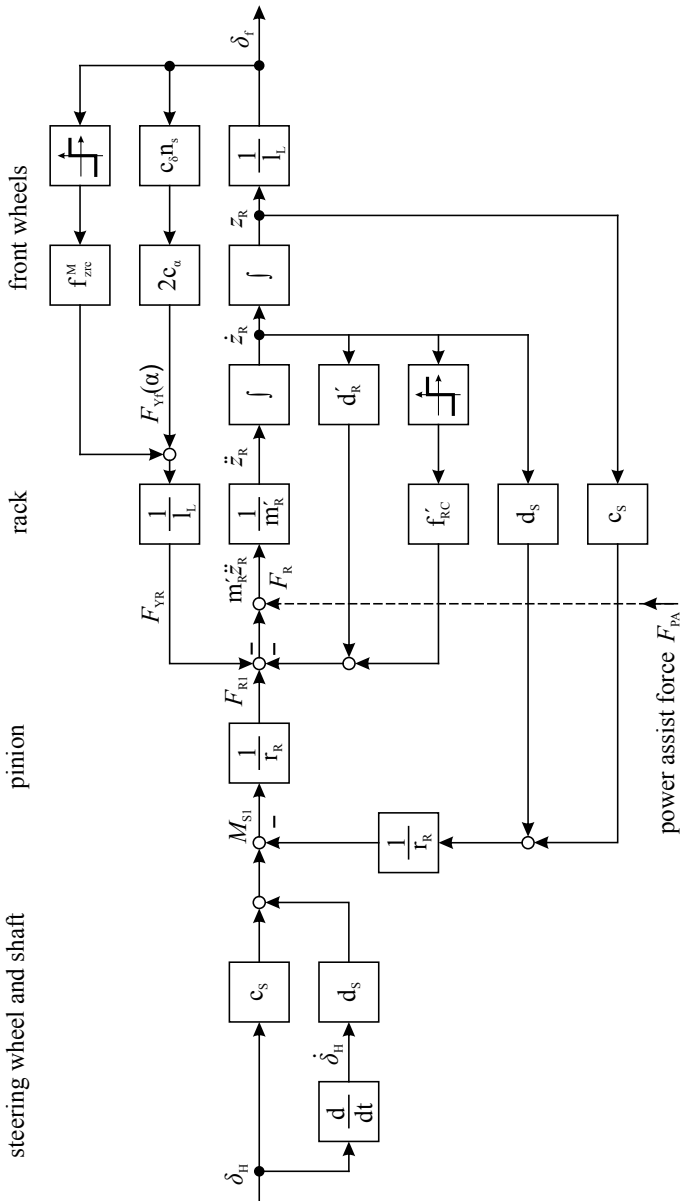 steering wheel and shaft
pinion
rack
front wheels
δ_H
d/dt
δ̇_H
c_S
d_S
M_S1
−
1/r_R
1/r_R
F_R1
−
−
F_YR
1/l_L
m′_R z̈_R
F_R
1/m′_R
z̈_R
∫
ż_R
∫
z_R
1/l_L
δ_f
F_Yf(α)
2c_α
c_δ n_s
f^M_zrc
d′_R
f′_RC
d_S
c_S
power assist force F_PA